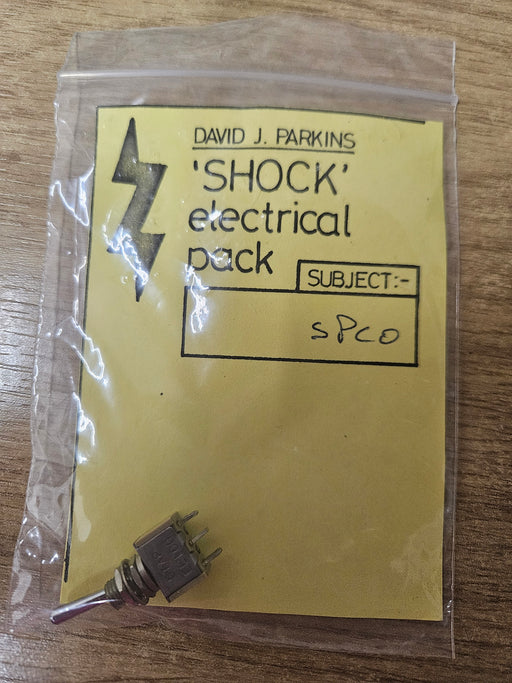 DAVID J. PARKINS
'SHOCK'
electrical
pack
SUBJECT:-
SPCO